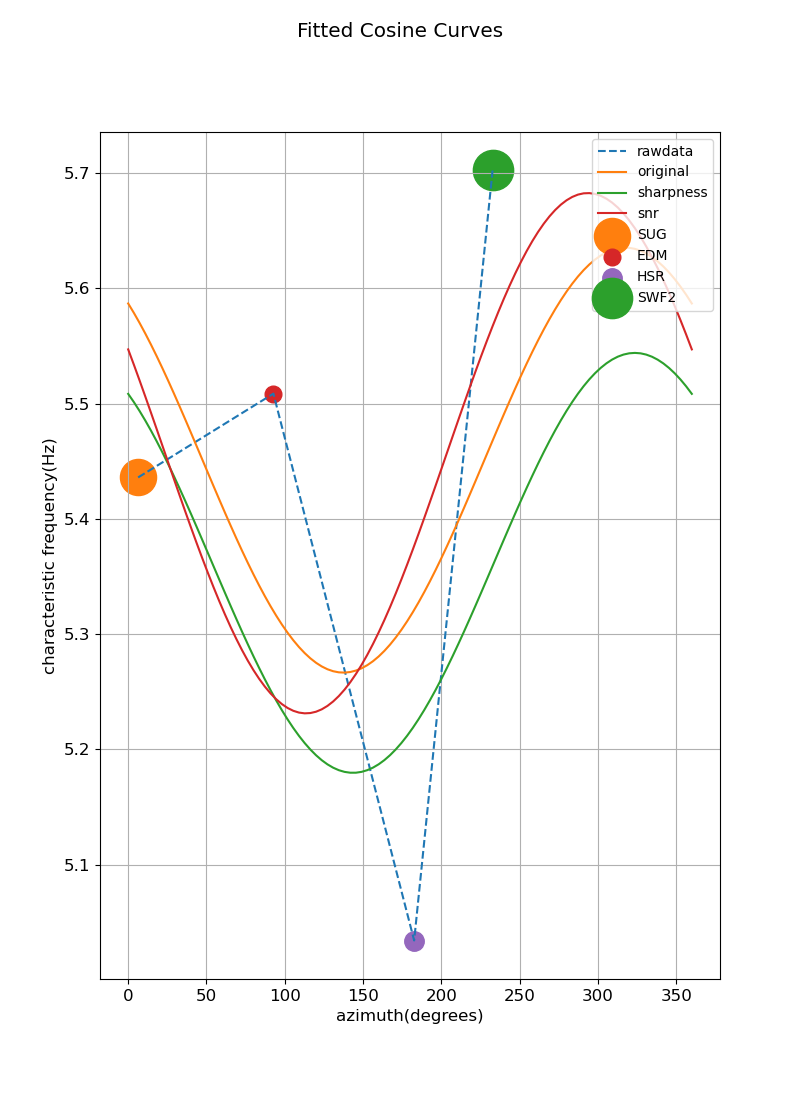 Fitted Cosine Curves
rawdata
original
sharpness
snr
SUG
EDM
HSR
SWF2
5.7
5.6
5.5
5.4
5.3
5.2
5.1
characteristic frequency(Hz)
0 50 100 150 200 250 300 350
azimuth(degrees)